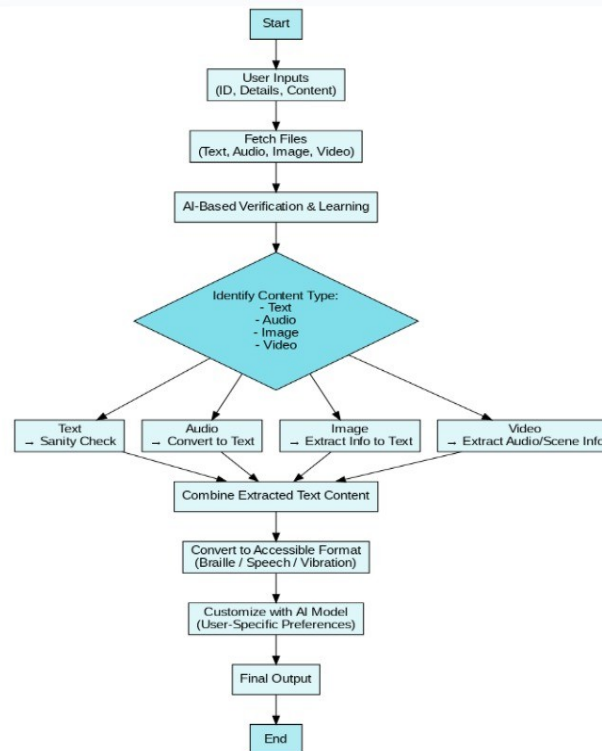 Start
User Inputs
(ID, Details, Content)
Fetch Files
(Text, Audio, Image, Video)
AI-Based Verification & Learning
Identify Content Type:
- Text
- Audio
- Image
- Video
Text
→ Sanity Check
Audio
→ Convert to Text
Image
→ Extract Info to Text
Video
→ Extract Audio/Scene Info
Combine Extracted Text Content
Convert to Accessible Format
(Braille / Speech / Vibration)
Customize with AI Model
(User-Specific Preferences)
Final Output
End